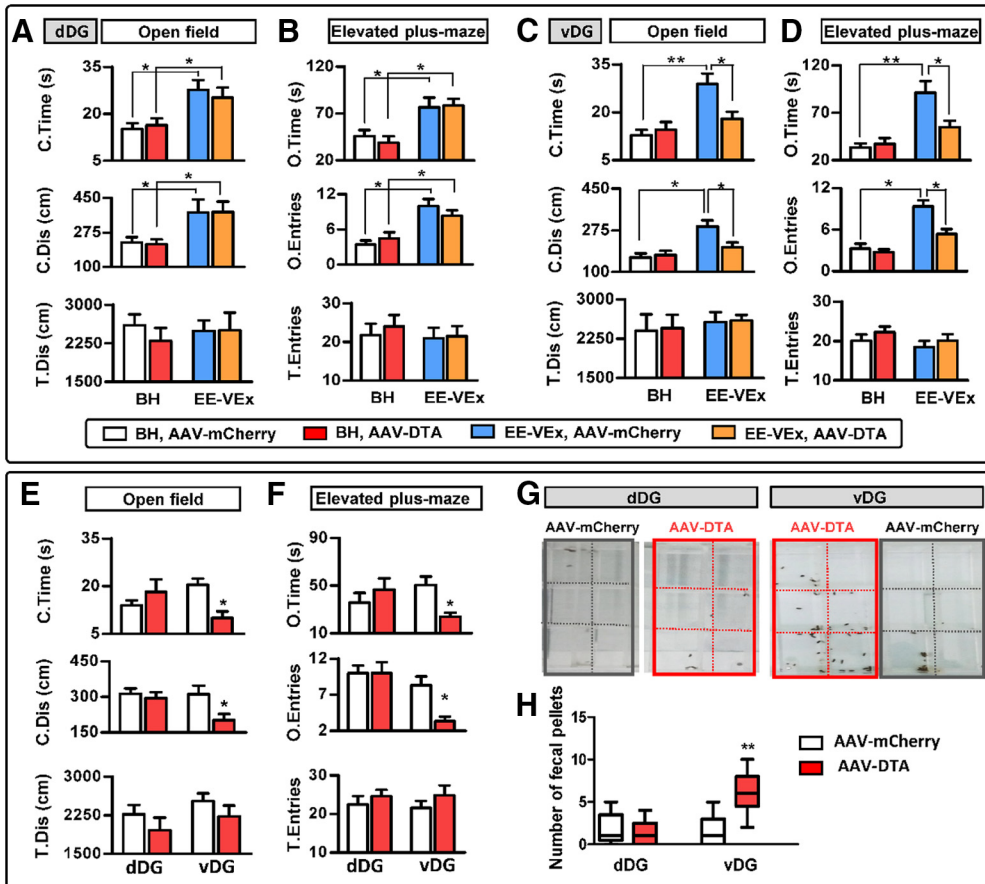 A dDG Open field
B Elevated plus-maze
C vDG Open field
D Elevated plus-maze
C.Time (s)
35
20
5
* *
O.Time (s)
120
70
20
* *
C.Time (s)
35
20
5
** *
O.Time (s)
120
70
20
** *
C.Dis (cm)
450
275
100
* *
O.Entries
12
6
0
* *
C.Dis (cm)
450
275
100
* *
O.Entries
12
6
0
* *
T.Dis (cm)
3000
2250
1500
BH EE-VEx
T.Entries
30
20
10
BH EE-VEx
T.Dis (cm)
3000
2250
1500
BH EE-VEx
T.Entries
30
20
10
BH EE-VEx
BH, AAV-mCherry BH, AAV-DTA EE-VEx, AAV-mCherry EE-VEx, AAV-DTA
E Open field
F Elevated plus-maze
C.Time (s)
35
20
5
*
O.Time (s)
90
50
10
*
C.Dis (cm)
450
300
150
*
O.Entries
12
7
2
*
T.Dis (cm)
3000
2250
1500
dDG vDG
T.Entries
30
20
10
dDG vDG
G dDG vDG
AAV-mCherry AAV-DTA AAV-DTA AAV-mCherry
H
Number of fecal pellets
15
10
5
0
**
dDG vDG
AAV-mCherry
AAV-DTA